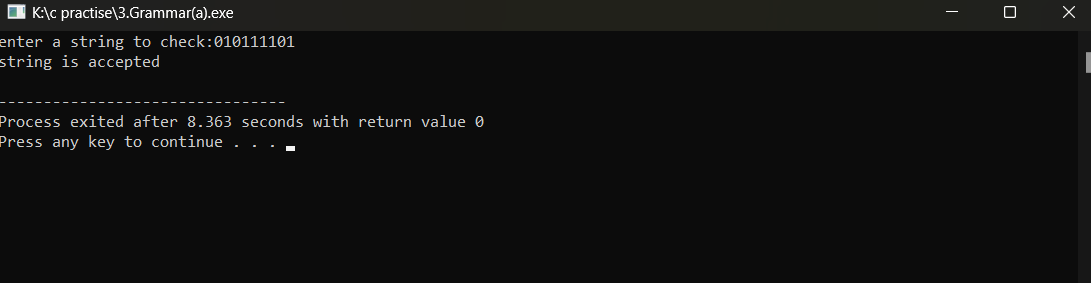 K:\c practise\3.Grammar(a).exe
enter a string to check:010111101
string is accepted
--------------------------------
Process exited after 8.363 seconds with return value 0
Press any key to continue . . .